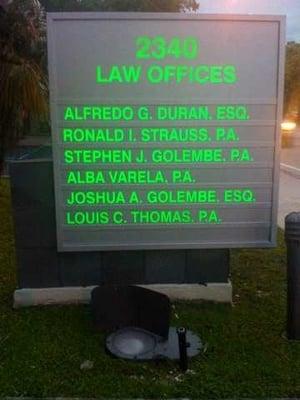 2340
LAW OFFICES
ALFREDO G. DURAN, ESQ.
RONALD I. STRAUSS, P.A.
STEPHEN J. GOLEMBE, P.A.
ALBA VARELA, P.A.
JOSHUA A. GOLEMBE, ESQ.
LOUIS C. THOMAS, P.A.